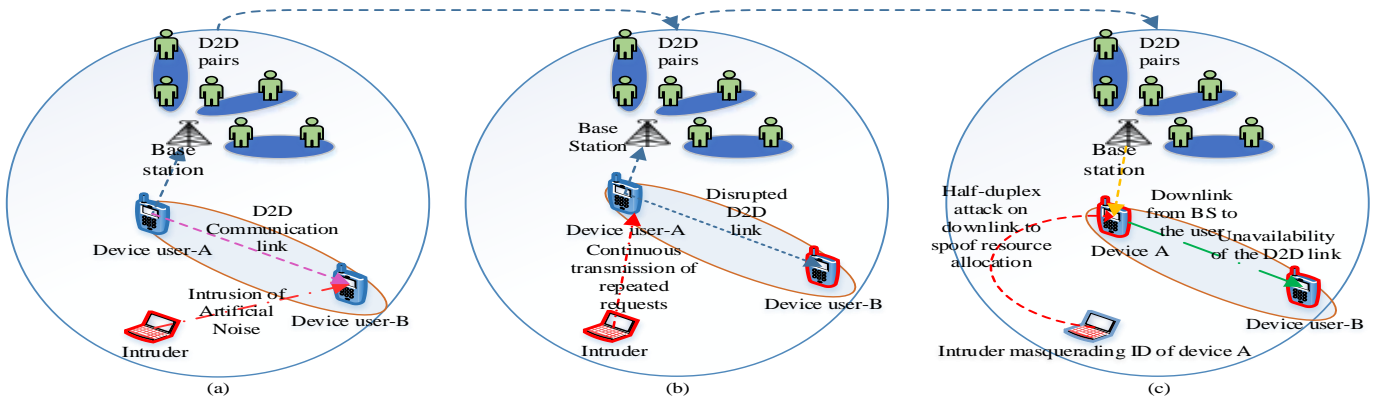 D2D
pairs
Base
station
Device user-A
D2D
Communication
link
Intrusion of
Artificial
Noise
Device user-B
Intruder
(a)
D2D
pairs
Base
Station
Device user-A
Disrupted
D2D
link
Continuous
transmission of
repeated
requests
Device user-B
Intruder
(b)
D2D
pairs
Base
station
Half-duplex
attack on
downlink to
spoof resource
allocation
Downlink
from BS to
the user
Device A
Unavailability
of the D2D link
Device user-B
Intruder masquerading ID of device A
(c)